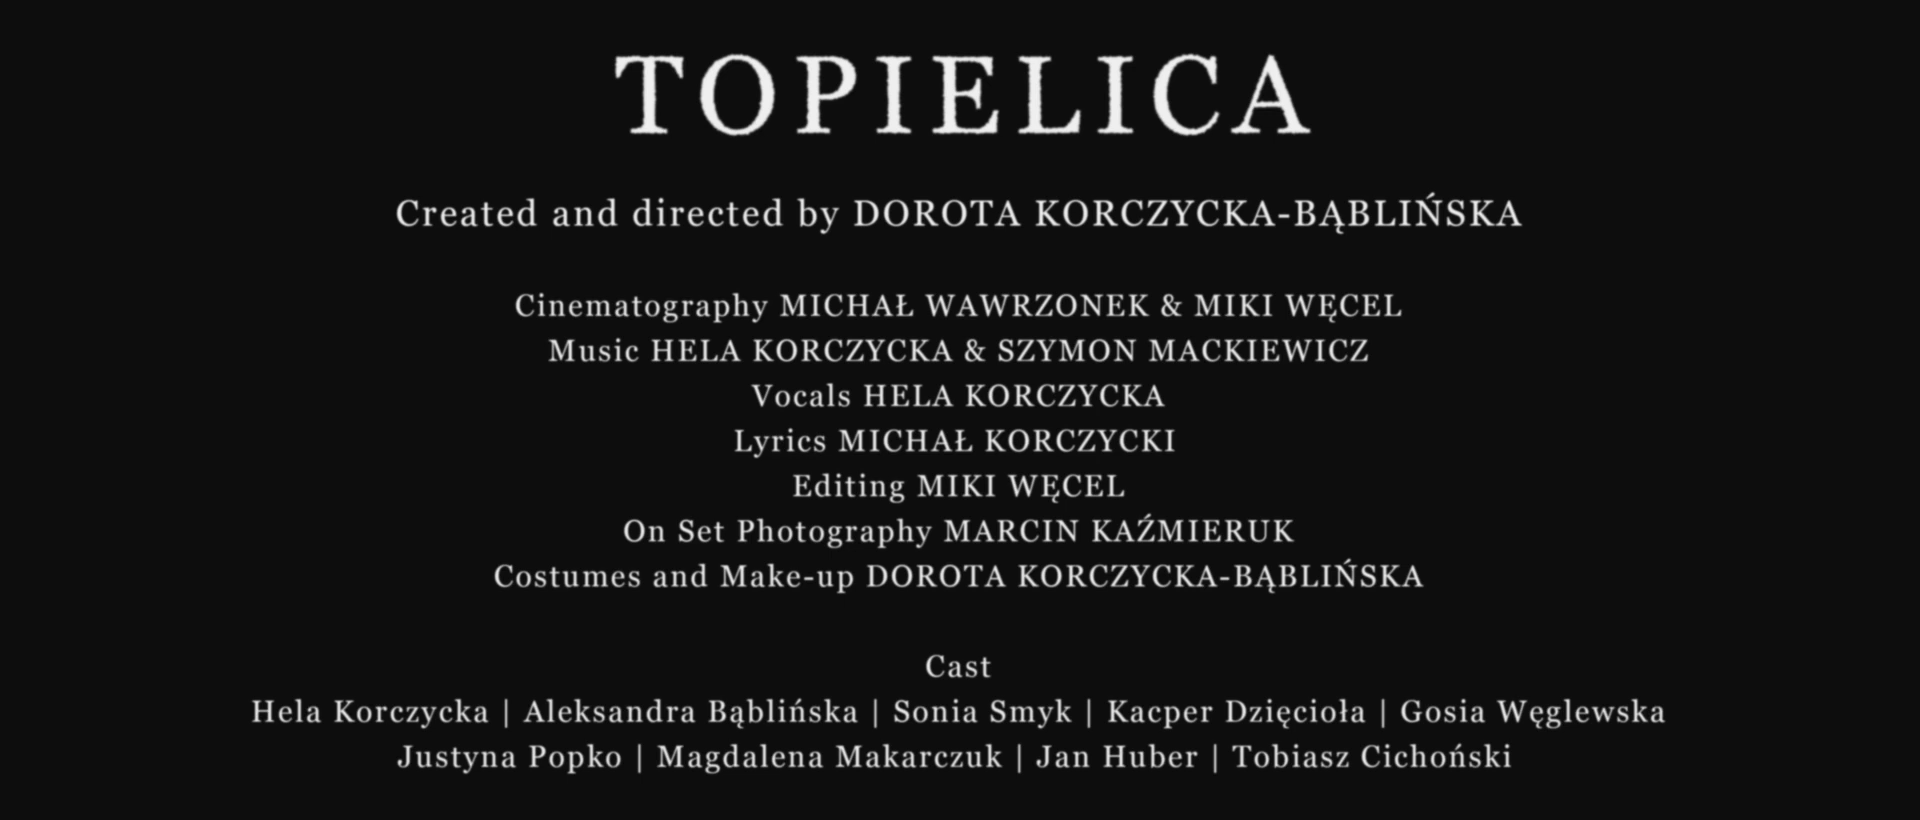 TOPIELICA
Created and directed by DOROTA KORCZYCKA-BĄBLIŃSKA
Cinematography MICHAŁ WAWRZONEK & MIKI WĘCEL
Music HELA KORCZYCKA & SZYMON MACKIEWICZ
Vocals HELA KORCZYCKA
Lyrics MICHAŁ KORCZYCKI
Editing MIKI WĘCEL
On Set Photography MARCIN KAŹMIERUK
Costumes and Make-up DOROTA KORCZYCKA-BĄBLIŃSKA
Cast
Hela Korczycka | Aleksandra Bąblińska | Sonia Smyk | Kacper Dzięcioła | Gosia Węglewska
Justyna Popko | Magdalena Makarczuk | Jan Huber | Tobiasz Cichoński